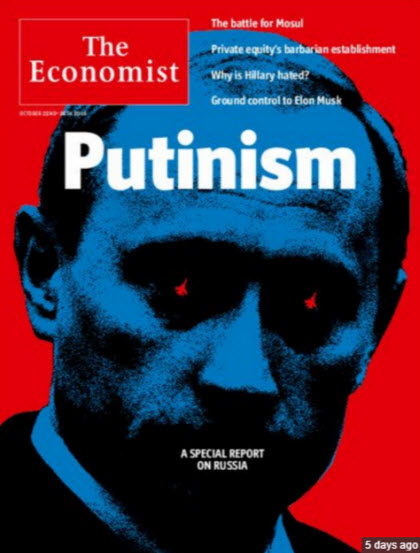 The battle for Mosul
The
Economist
Private equity's barbarian establishment
Why is Hillary hated?
Ground control to Elon Musk
OCTOBER 22ND–28TH 2016
Putinism
A SPECIAL REPORT
ON RUSSIA
5 days ago